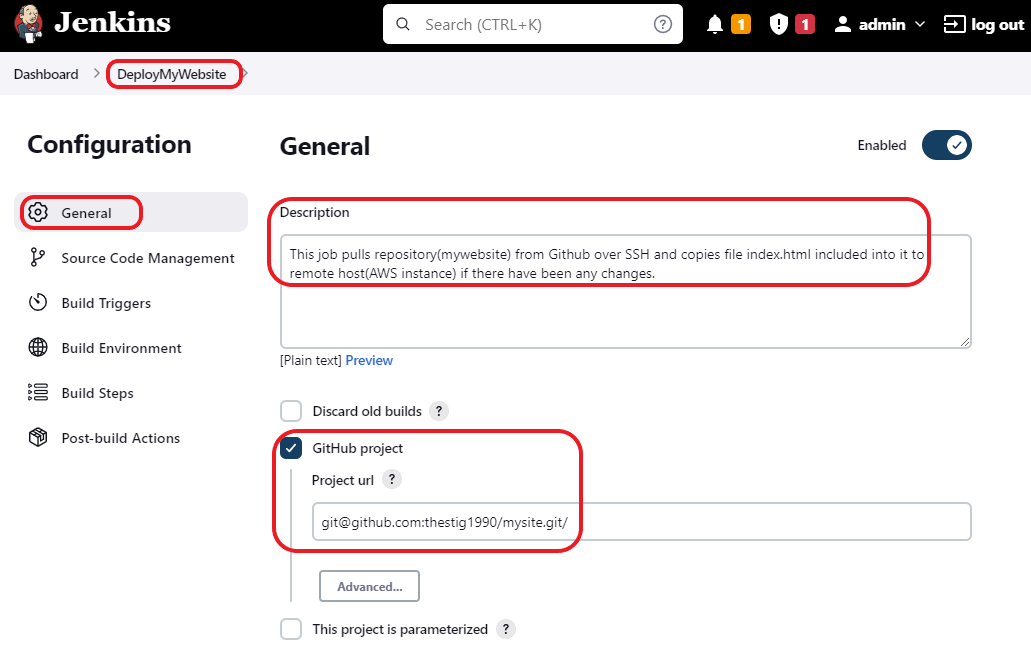 Jenkins
Search (CTRL+K)
?
1
1
admin
log out
Dashboard
DeployMyWebsite
Configuration
General
Enabled
General
Source Code Management
Build Triggers
Build Environment
Build Steps
Post-build Actions
Description
This job pulls repository(mywebsite) from Github over SSH and copies file index.html included into it to
remote host(AWS instance) if there have been any changes.
[Plain text] Preview
Discard old builds ?
GitHub project
Project url ?
git@github.com:thestig1990/mysite.git/
Advanced...
This project is parameterized ?